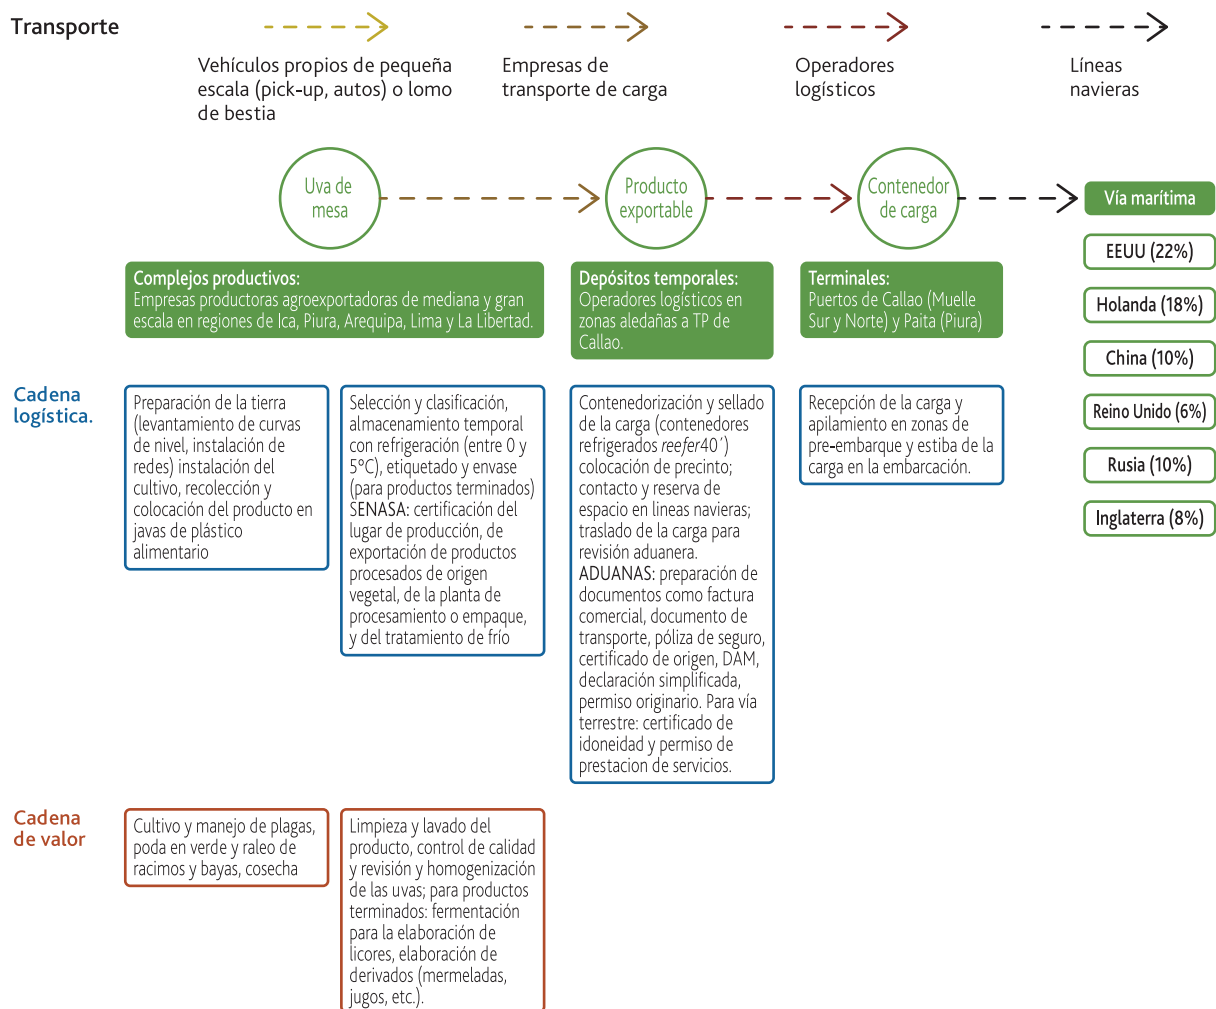 Transporte
Vehículos propios de pequeña
escala (pick-up, autos) o lomo
de bestia
Empresas de
transporte de carga
Operadores
logísticos
Líneas
navieras
Uva de
mesa
Producto
exportable
Contenedor
de carga
Vía marítima
EEUU (22%)
Holanda (18%)
China (10%)
Reino Unido (6%)
Rusia (10%)
Inglaterra (8%)
Complejos productivos:
Empresas productoras agroexportadoras de mediana y gran
escala en regiones de Ica, Piura, Arequipa, Lima y La Libertad.
Depósitos temporales:
Operadores logísticos en
zonas aledañas a TP de
Callao.
Terminales:
Puertos de Callao (Muelle
Sur y Norte) y Paita (Piura)
Cadena
logística.
Preparación de la tierra
(levantamiento de curvas
de nivel, instalación de
redes) instalación del
cultivo, recolección y
colocación del producto en
javas de plástico
alimentario
Selección y clasificación,
almacenamiento temporal
con refrigeración (entre 0 y
5°C), etiquetado y envase
(para productos terminados)
SENASA: certificación del
lugar de producción, de
exportación de productos
procesados de origen
vegetal, de la planta de
procesamiento o empaque,
y del tratamiento de frío
Contenedorización y sellado
de la carga (contenedores
refrigerados reefer40´)
colocación de precinto;
contacto y reserva de
espacio en lineas navieras;
traslado de la carga para
revisión aduanera.
ADUANAS: preparación de
documentos como factura
comercial, documento de
transporte, póliza de seguro,
certificado de origen, DAM,
declaración simplificada,
permiso originario. Para vía
terrestre: certificado de
idoneidad y permiso de
prestacion de servicios.
Recepción de la carga y
apilamiento en zonas de
pre-embarque y estiba de la
carga en la embarcación.
Cadena
de valor
Cultivo y manejo de plagas,
poda en verde y raleo de
racimos y bayas, cosecha
Limpieza y lavado del
producto, control de calidad
y revisión y homogenización
de las uvas; para productos
terminados: fermentación
para la elaboración de
licores, elaboración de
derivados (mermeladas,
jugos, etc.).